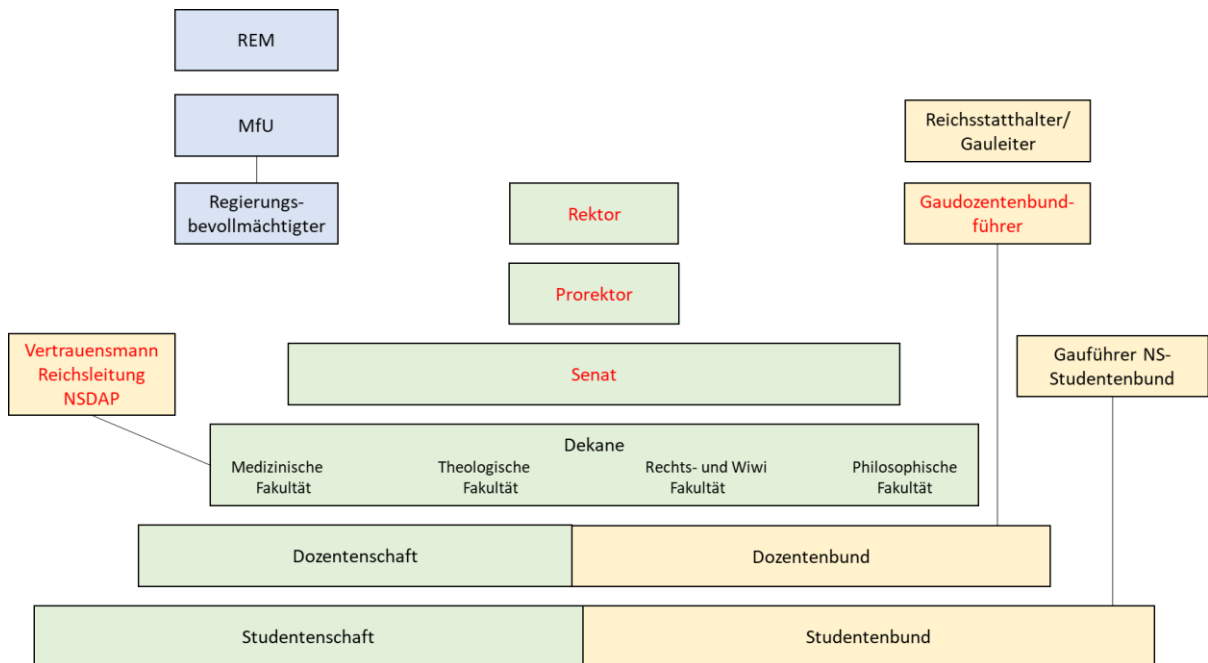 REM
MfU
Reichsstatthalter/
Gauleiter
Regierungs-
bevollmächtigter
Rektor
Gaudozentenbund-
führer
Prorektor
Vertrauensmann
Reichsleitung
NSDAP
Senat
Gauführer NS-
Studentenbund
Dekane
Medizinische
Fakultät
Theologische
Fakultät
Rechts- und Wiwi
Fakultät
Philosophische
Fakultät
Dozentenschaft
Dozentenbund
Studentenschaft
Studentenbund